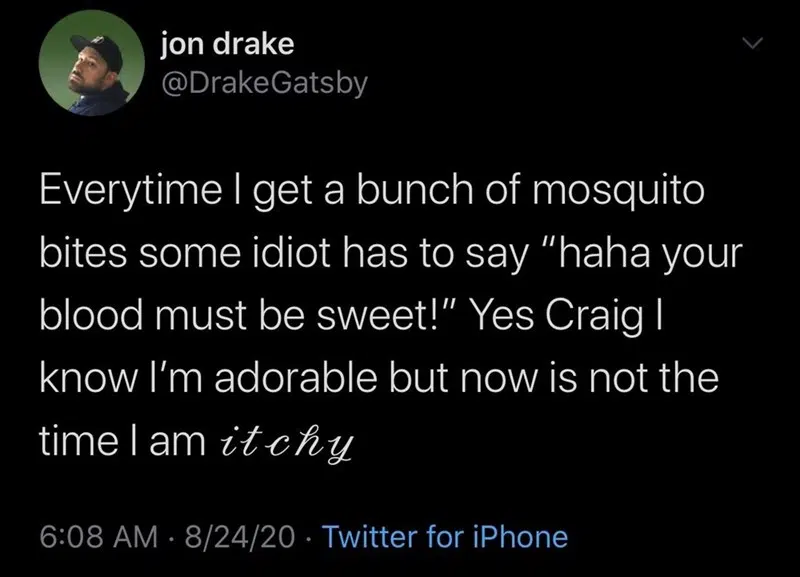 jon drake
@DrakeGatsby
Everytime I get a bunch of mosquito
bites some idiot has to say “haha your
blood must be sweet!” Yes Craig I
know I’m adorable but now is not the
time I am 𝒾𝓉𝒸𝒽𝓎
6:08 AM · 8/24/20 · Twitter for iPhone